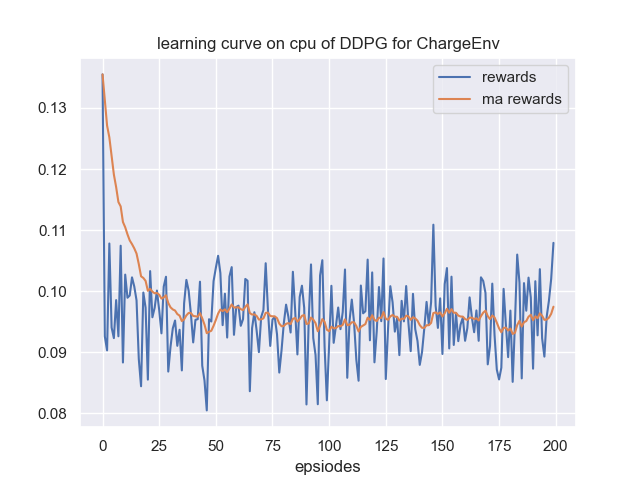 learning curve on cpu of DDPG for ChargeEnv
rewards
ma rewards
0.13
0.12
0.11
0.10
0.09
0.08
0 25 50 75 100 125 150 175 200
epsiodes